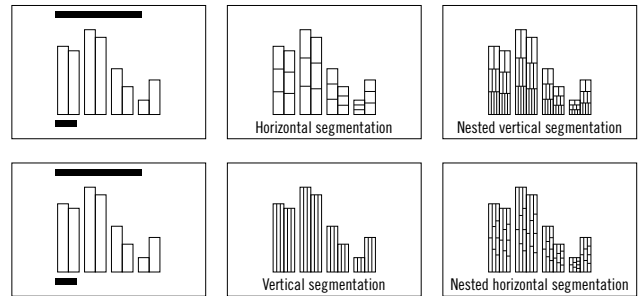 Horizontal segmentation
Nested vertical segmentation
Vertical segmentation
Nested horizontal segmentation